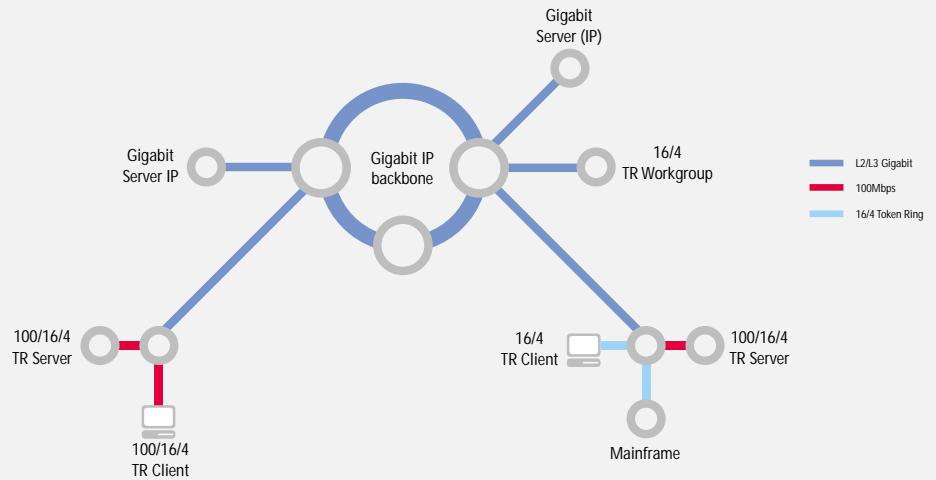 Gigabit
Server (IP)
Gigabit
Server IP
Gigabit IP
backbone
16/4
TR Workgroup
L2/L3 Gigabit
100Mbps
16/4 Token Ring
100/16/4
TR Server
100/16/4
TR Client
16/4
TR Client
100/16/4
TR Server
Mainframe